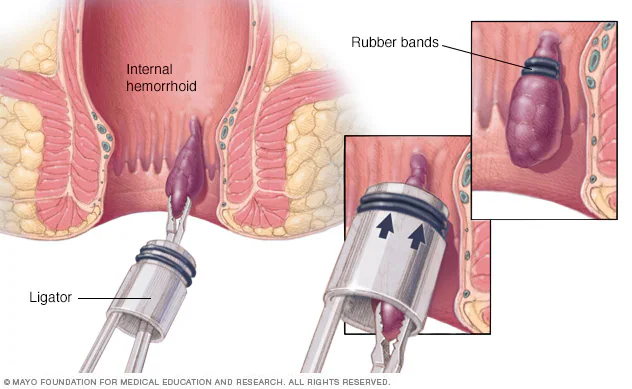 Rubber bands
Internal
hemorrhoid
Ligator
© MAYO FOUNDATION FOR MEDICAL EDUCATION AND RESEARCH. ALL RIGHTS RESERVED.